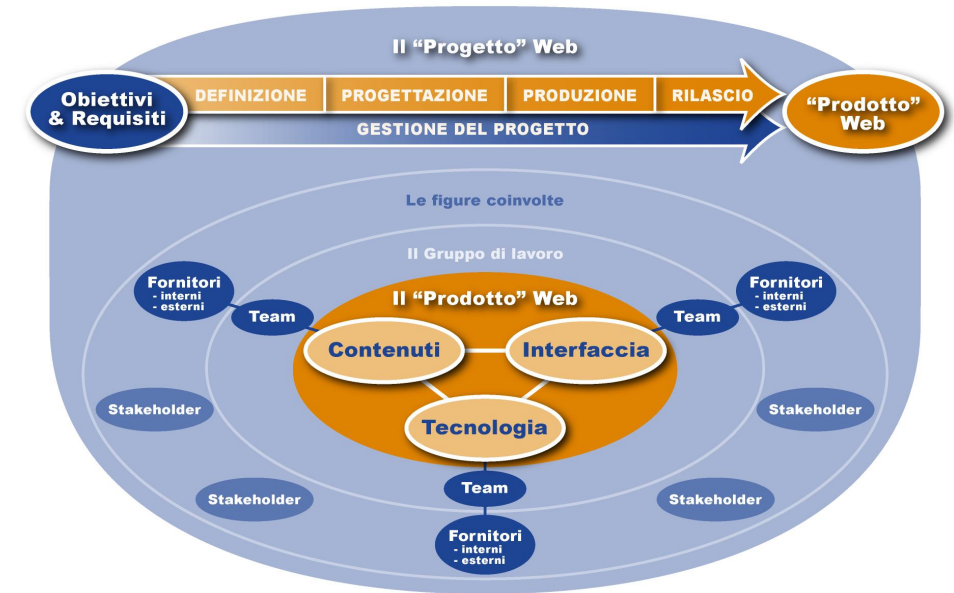 Il “Progetto” Web
Obiettivi
& Requisiti
DEFINIZIONE
PROGETTAZIONE
PRODUZIONE
RILASCIO
GESTIONE DEL PROGETTO
“Prodotto”
Web
Le figure coinvolte
Il Gruppo di lavoro
Il “Prodotto” Web
Fornitori
- interni
- esterni
Team
Contenuti
Interfaccia
Team
Fornitori
- interni
- esterni
Stakeholder
Tecnologia
Stakeholder
Stakeholder
Team
Stakeholder
Fornitori
- interni
- esterni